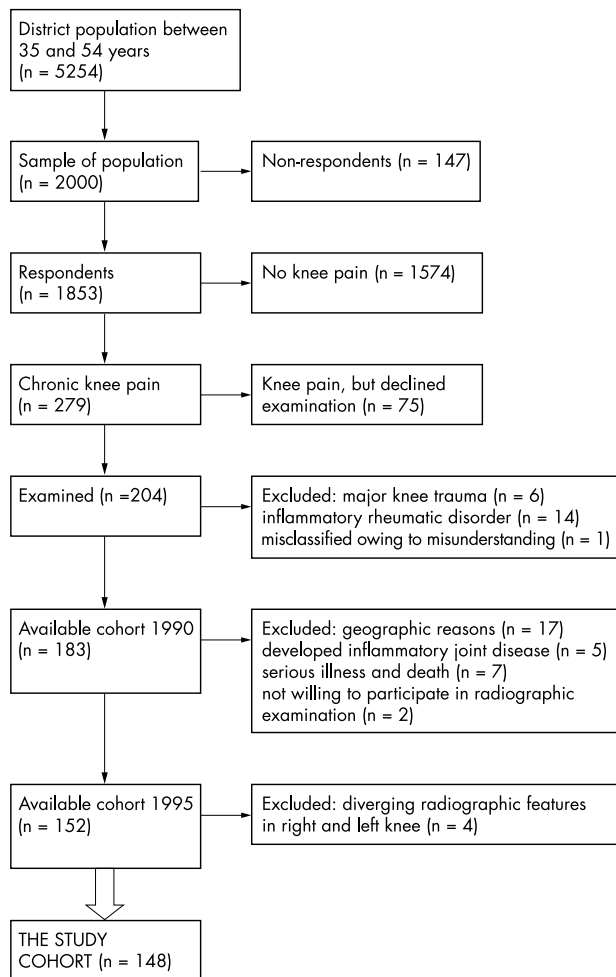 District population between
35 and 54 years
(n = 5254)
Sample of population
(n = 2000)
Non-respondents (n = 147)
Respondents
(n = 1853)
No knee pain (n = 1574)
Chronic knee pain
(n = 279)
Knee pain, but declined
examination (n = 75)
Examined (n =204)
Excluded: major knee trauma (n = 6)
inflammatory rheumatic disorder (n = 14)
misclassified owing to misunderstanding (n = 1)
Available cohort 1990
(n = 183)
Excluded: geographic reasons (n = 17)
developed inflammatory joint disease (n = 5)
serious illness and death (n = 7)
not willing to participate in radiographic
examination (n = 2)
Available cohort 1995
(n = 152)
Excluded: diverging radiographic features
in right and left knee (n = 4)
THE STUDY
COHORT (n = 148)